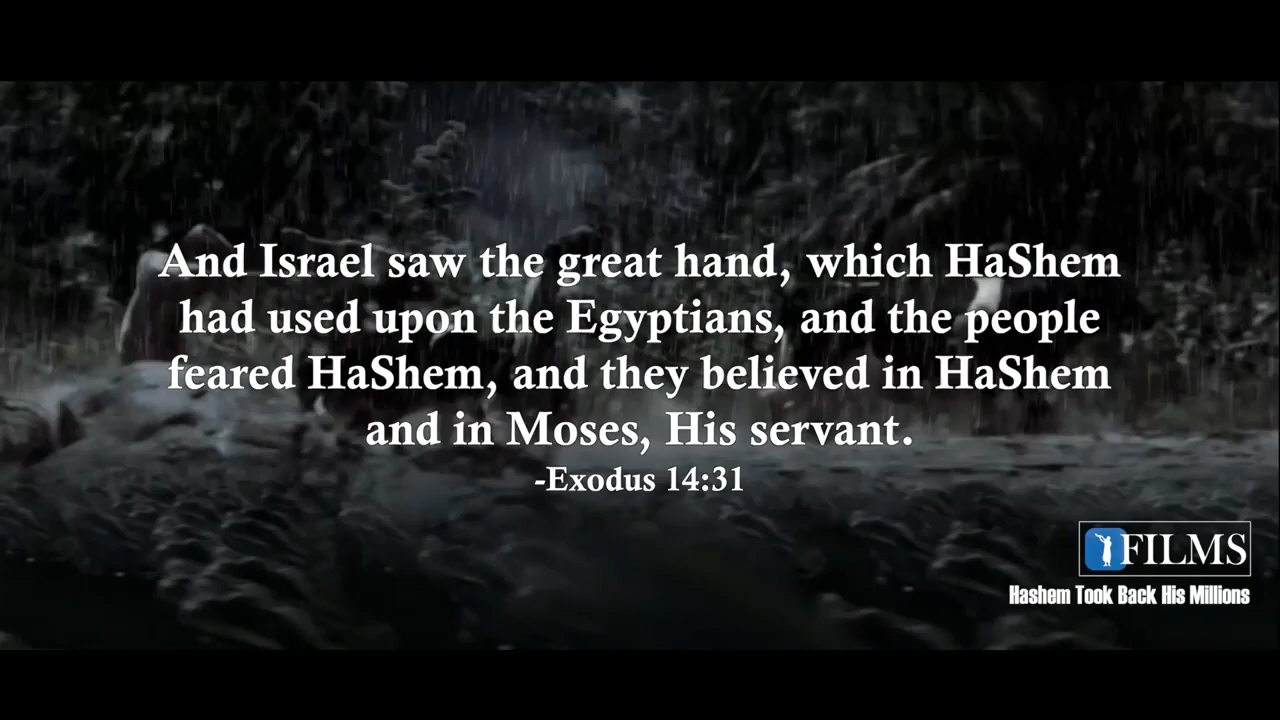 And Israel saw the great hand, which HaShem
had used upon the Egyptians, and the people
feared HaShem, and they believed in HaShem
and in Moses, His servant.
-Exodus 14:31
FILMS
Hashem Took Back His Millions